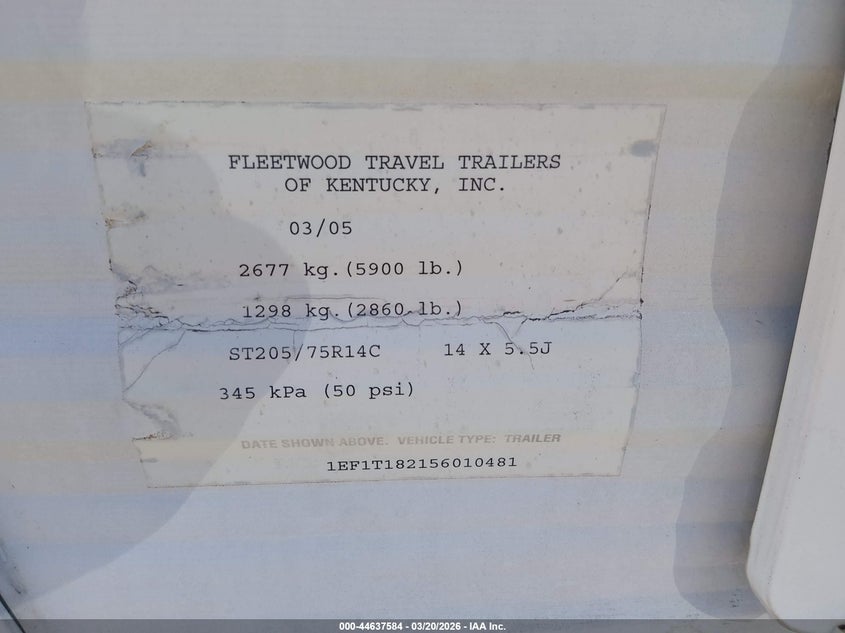 FLEETWOOD TRAVEL TRAILERS
OF KENTUCKY, INC.
03/05
2677 kg.(5900 lb.)
1298 kg.(2860 lb.)
ST205/75R14C 14 X 5.5J
345 kPa (50 psi)
DATE SHOWN ABOVE. VEHICLE TYPE: TRAILER
1EF1T182156010481
000-44637584 - 03/20/2026 - IAA Inc.